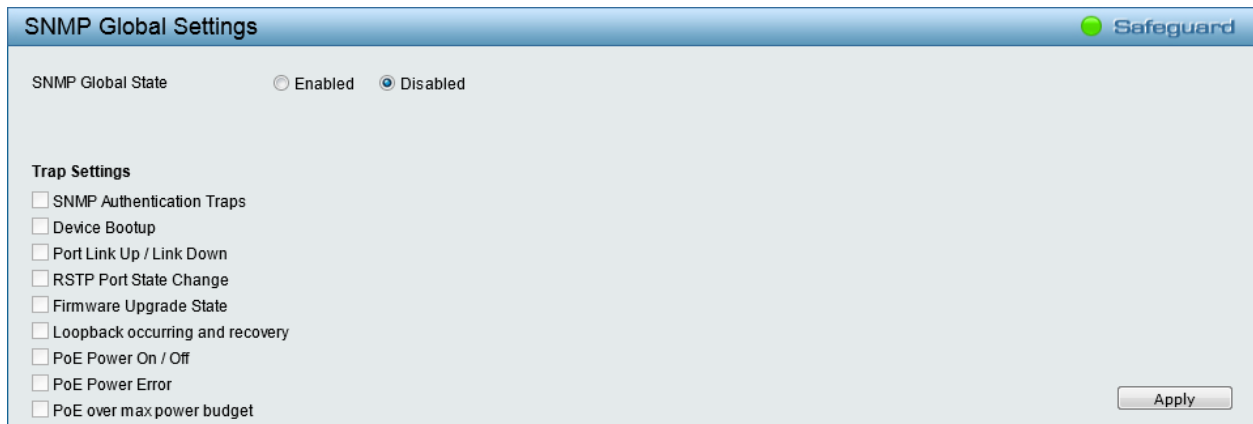 SNMP Global Settings
Safeguard
SNMP Global State Enabled Disabled
Trap Settings
SNMP Authentication Traps
Device Bootup
Port Link Up / Link Down
RSTP Port State Change
Firmware Upgrade State
Loopback occurring and recovery
PoE Power On / Off
PoE Power Error
PoE over max power budget
Apply